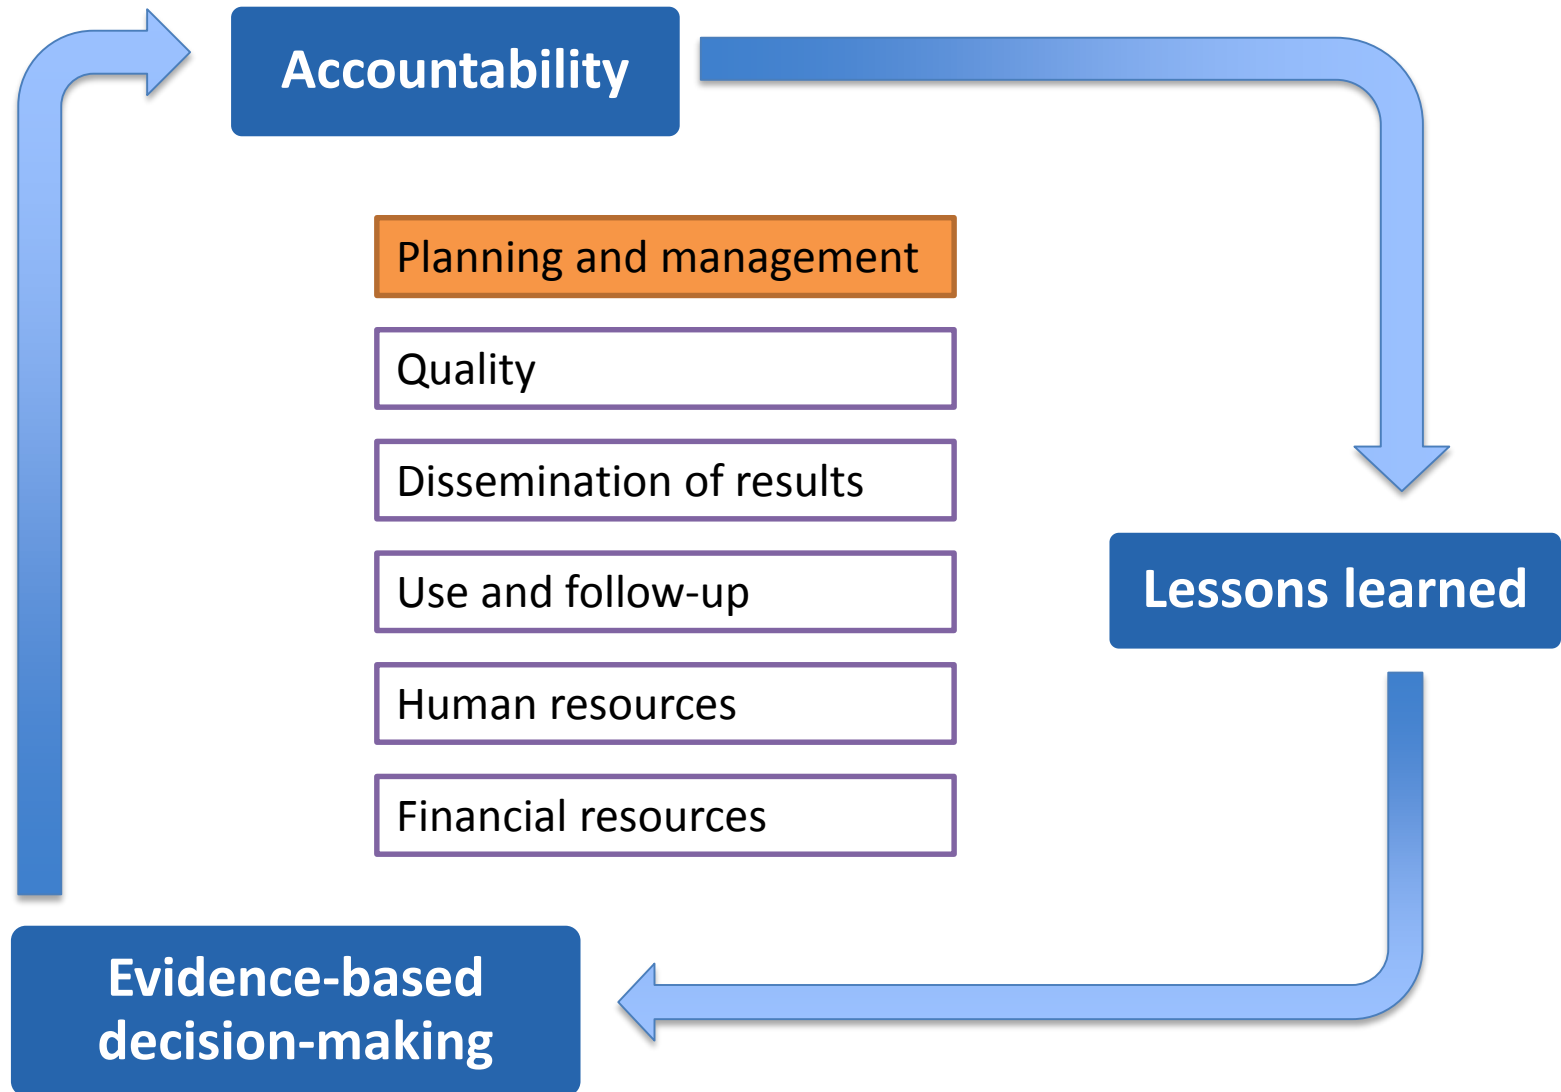 Accountability
Planning and management
Quality
Dissemination of results
Use and follow-up
Lessons learned
Human resources
Financial resources
Evidence-based
decision-making